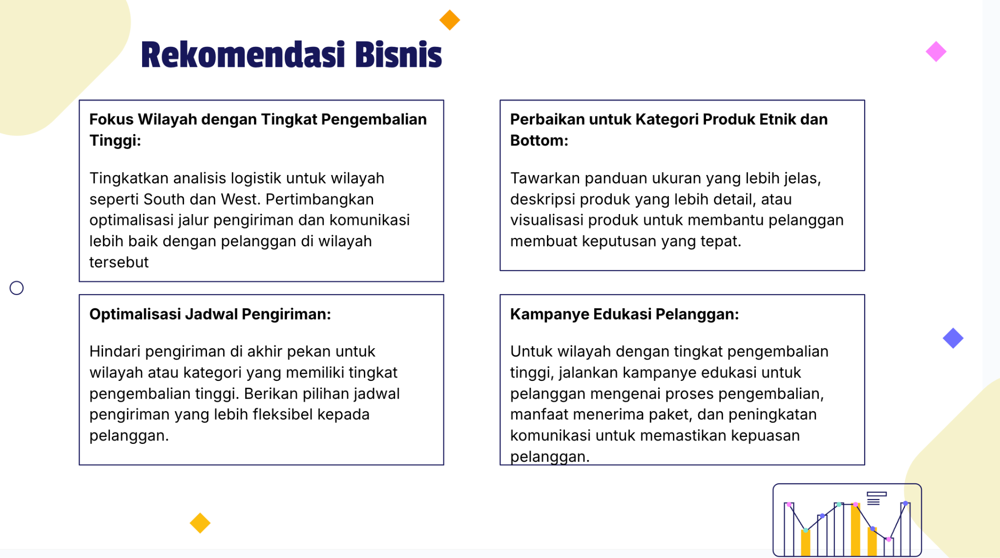 Rekomendasi Bisnis
Fokus Wilayah dengan Tingkat Pengembalian
Tinggi:
Tingkatkan analisis logistik untuk wilayah
seperti South dan West. Pertimbangkan
optimalisasi jalur pengiriman dan komunikasi
lebih baik dengan pelanggan di wilayah
tersebut
Perbaikan untuk Kategori Produk Etnik dan
Bottom:
Tawarkan panduan ukuran yang lebih jelas,
deskripsi produk yang lebih detail, atau
visualisasi produk untuk membantu pelanggan
membuat keputusan yang tepat.
Optimalisasi Jadwal Pengiriman:
Hindari pengiriman di akhir pekan untuk
wilayah atau kategori yang memiliki tingkat
pengembalian tinggi. Berikan pilihan jadwal
pengiriman yang lebih fleksibel kepada
pelanggan.
Kampanye Edukasi Pelanggan:
Untuk wilayah dengan tingkat pengembalian
tinggi, jalankan kampanye edukasi untuk
pelanggan mengenai proses pengembalian,
manfaat menerima paket, dan peningkatan
komunikasi untuk memastikan kepuasan
pelanggan.